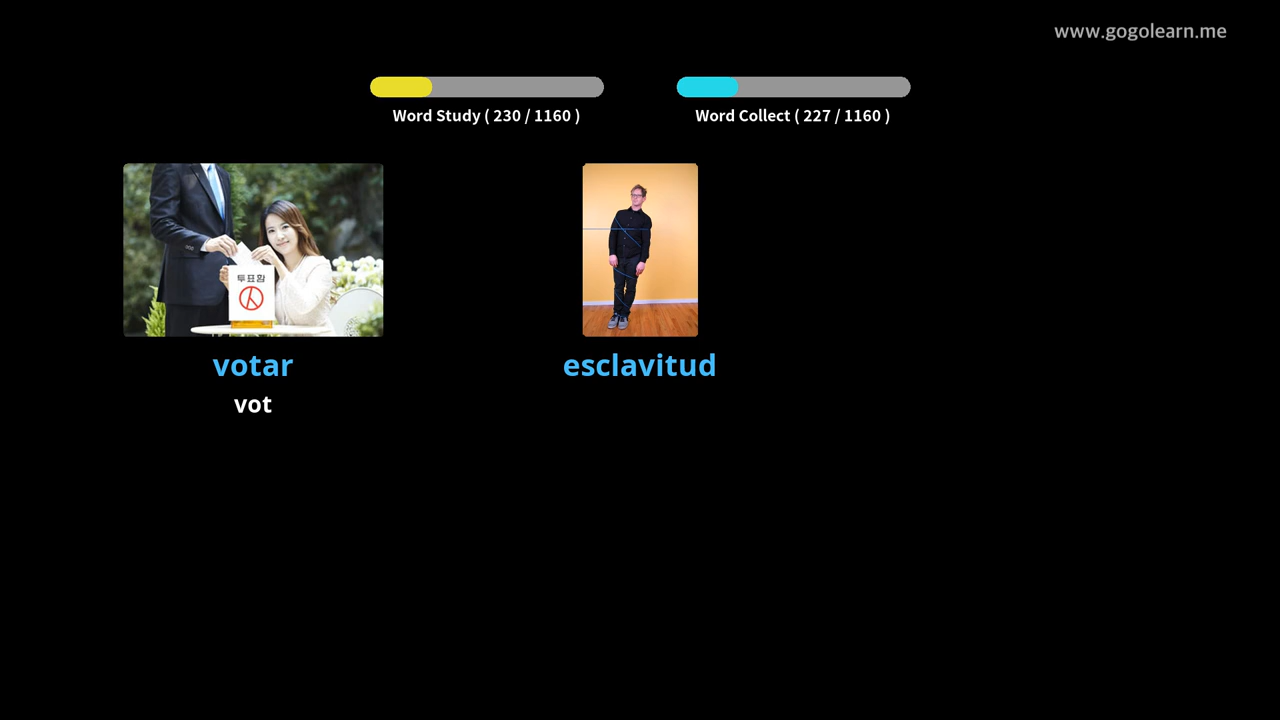 www.gogolearn.me
Word Study ( 230 / 1160 )
Word Collect ( 227 / 1160 )
투표함
votar
esclavitud
vot